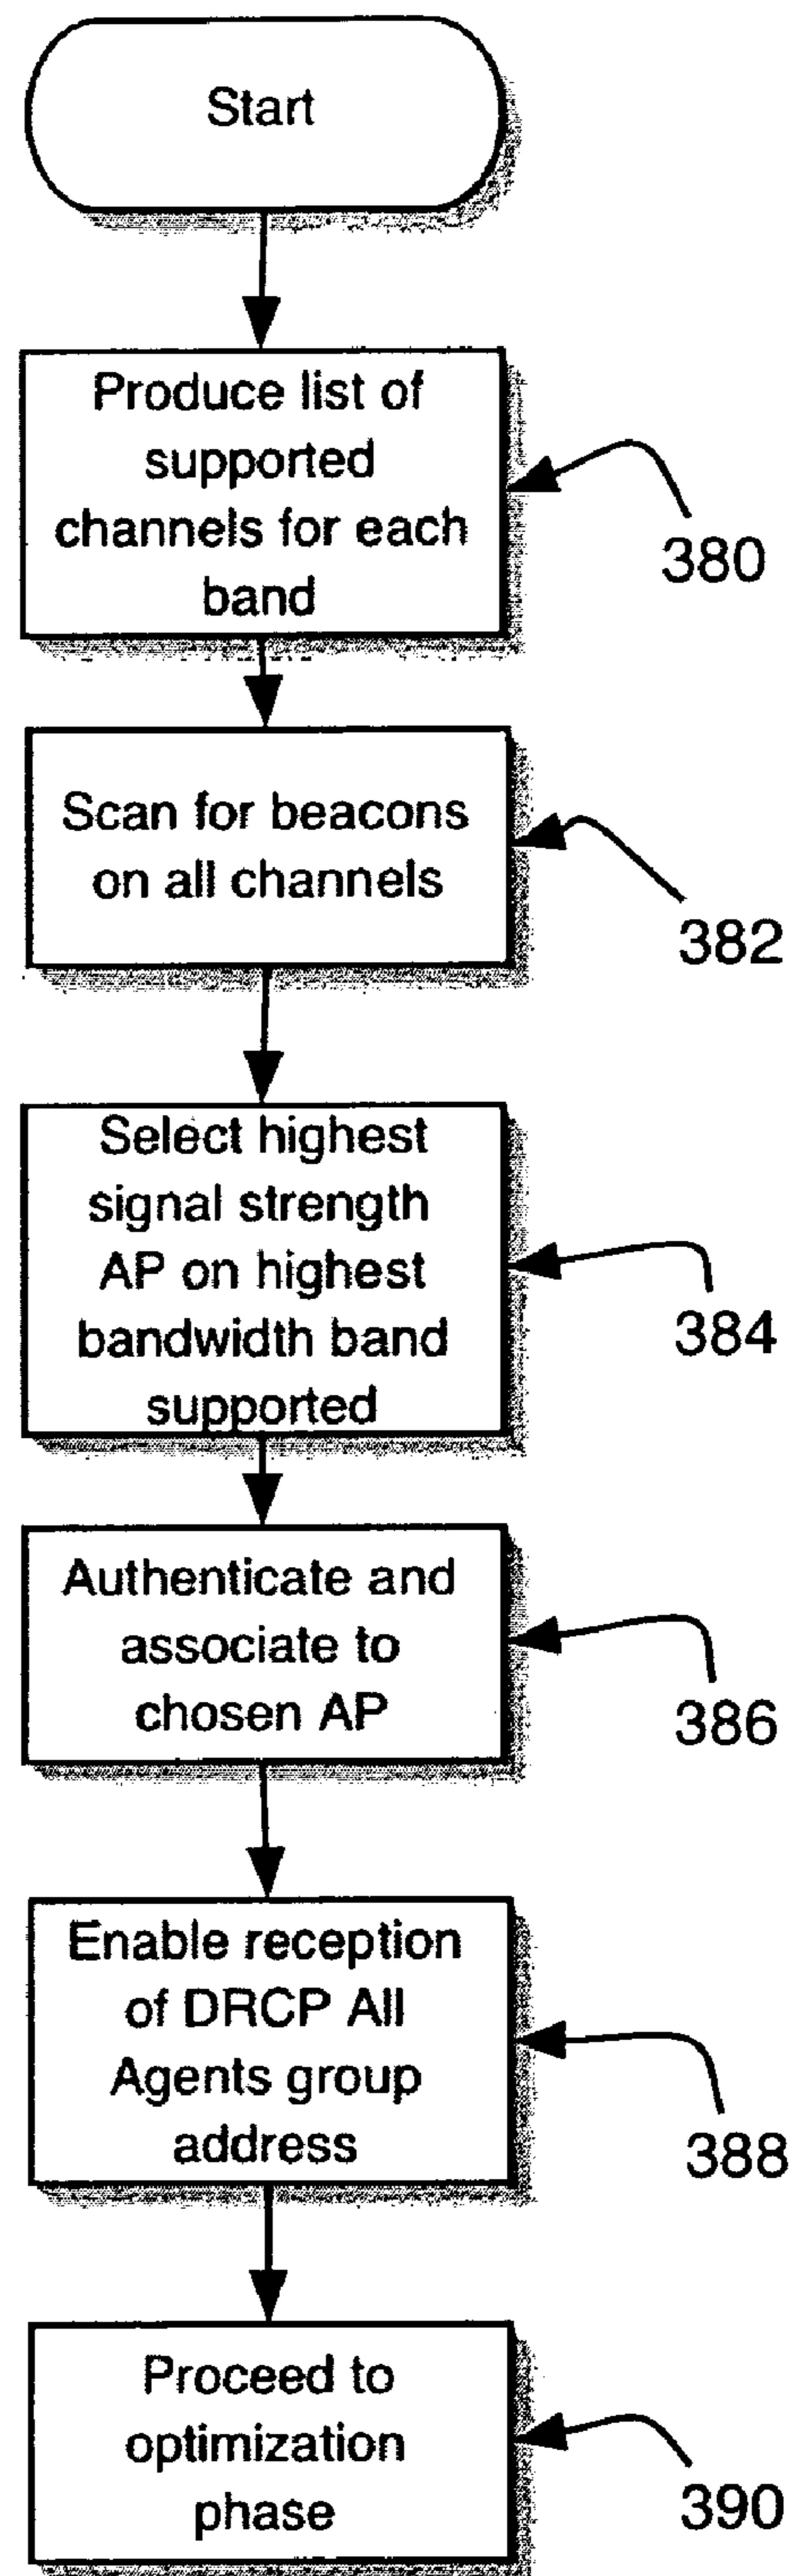 Start
Produce list of
supported
channels for each
band
380
Scan for beacons
on all channels
382
Select highest
signal strength
AP on highest
bandwidth band
supported
384
Authenticate and
associate to
chosen AP
386
Enable reception
of DRCP All
Agents group
address
388
Proceed to
optimization
phase
390